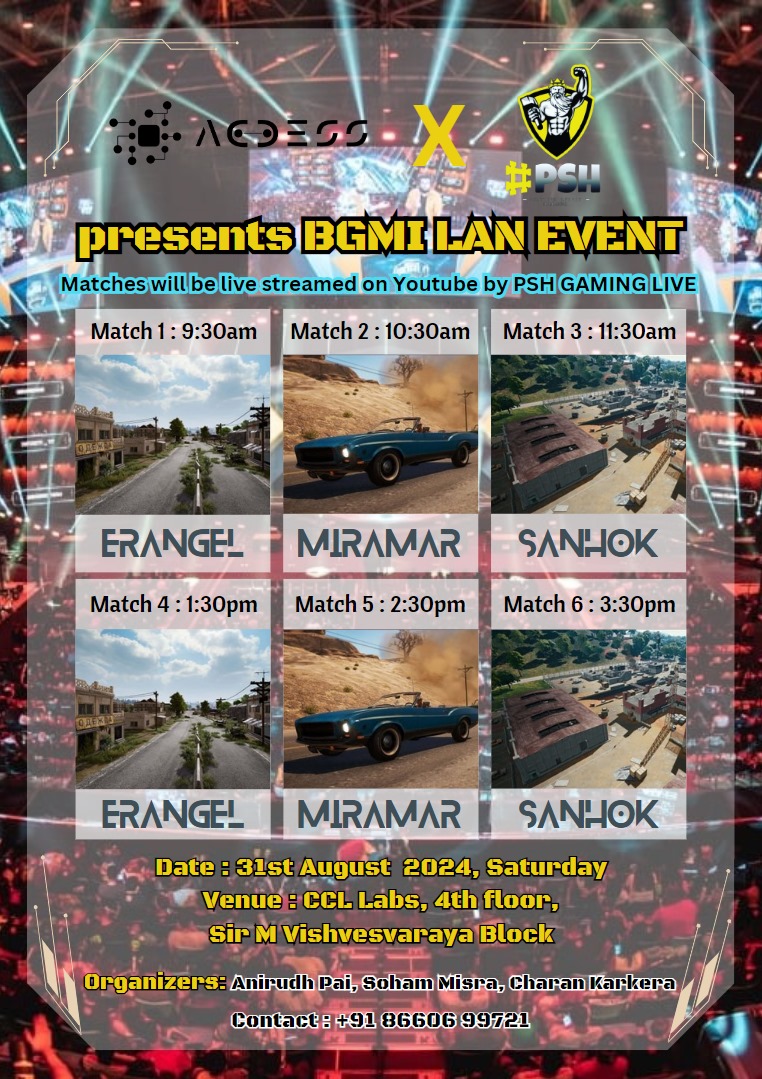 ACCESS
X
#PSH
presents BGMI LAN EVENT
Matches will be live streamed on Youtube by PSH GAMING LIVE
Match 1 : 9:30am
Match 2 : 10:30am
Match 3 : 11:30am
ERANGEL
MIRAMAR
SANHOK
Match 4 : 1:30pm
Match 5 : 2:30pm
Match 6 : 3:30pm
ERANGEL
MIRAMAR
SANHOK
Date : 31st August 2024, Saturday
Venue : CCL Labs, 4th floor,
Sir M Vishvesvaraya Block
Organizers: Anirudh Pai, Soham Misra, Charan Karkera
Contact : +91 86606 99721